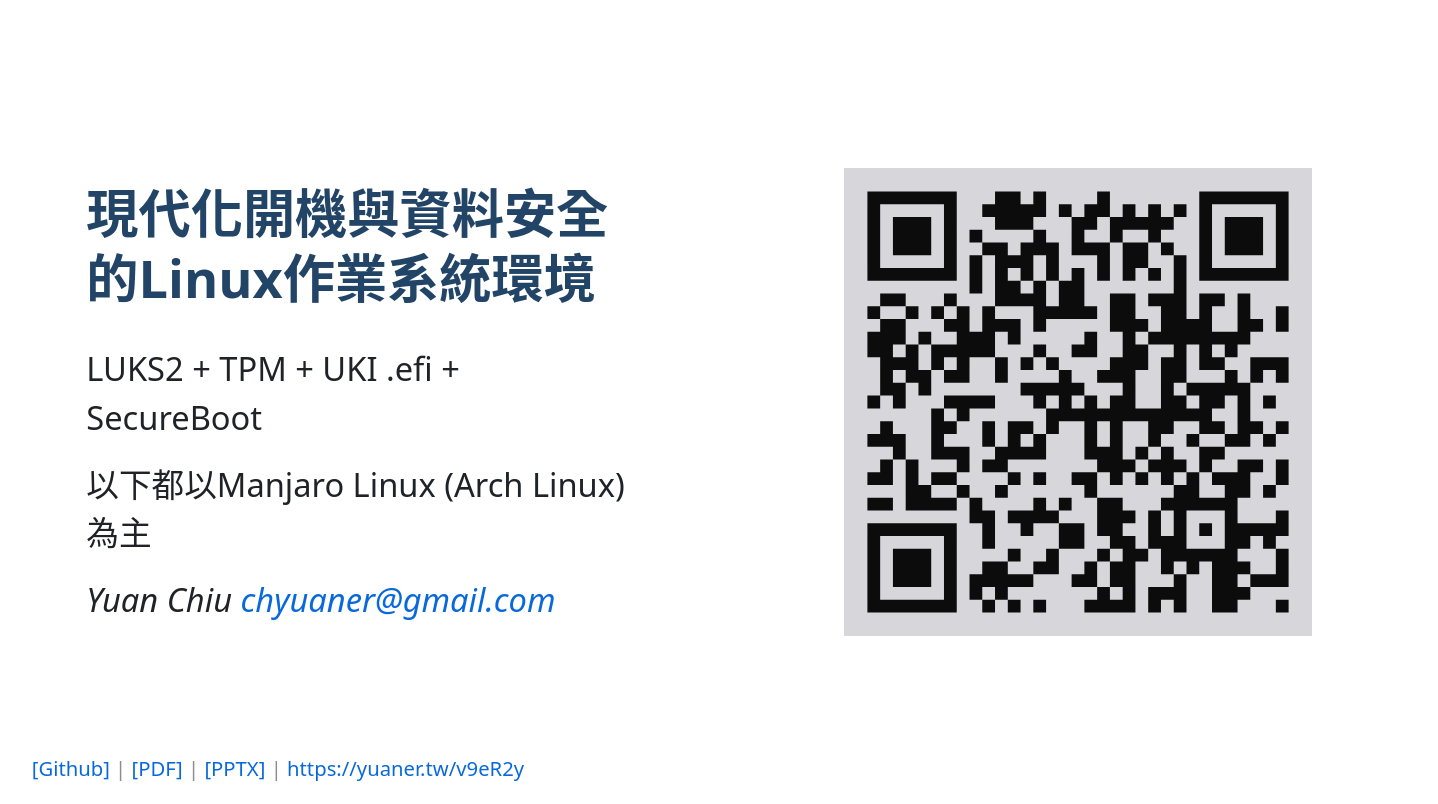 現代化開機與資料安全
的Linux作業系統環境
LUKS2 + TPM + UKI .efi +
SecureBoot
以下都以Manjaro Linux (Arch Linux)
為主
Yuan Chiu chyuaner@gmail.com
[Github] | [PDF] | [PPTX] | https://yuaner.tw/v9eR2y